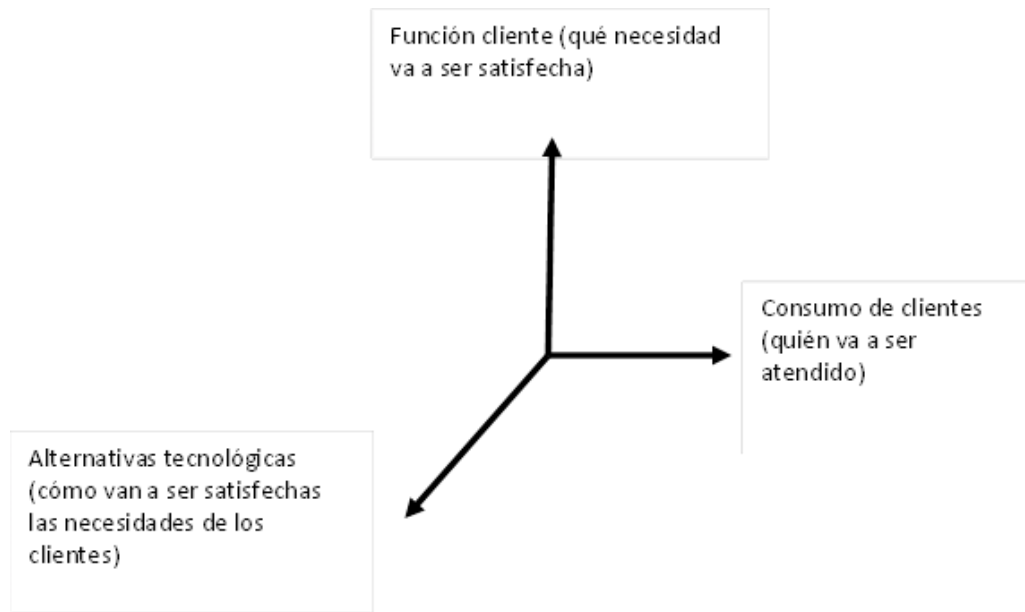 Función cliente (qué necesidad
va a ser satisfecha)
Consumo de clientes
(quién va a ser
atendido)
Alternativas tecnológicas
(cómo van a ser satisfechas
las necesidades de los
clientes)